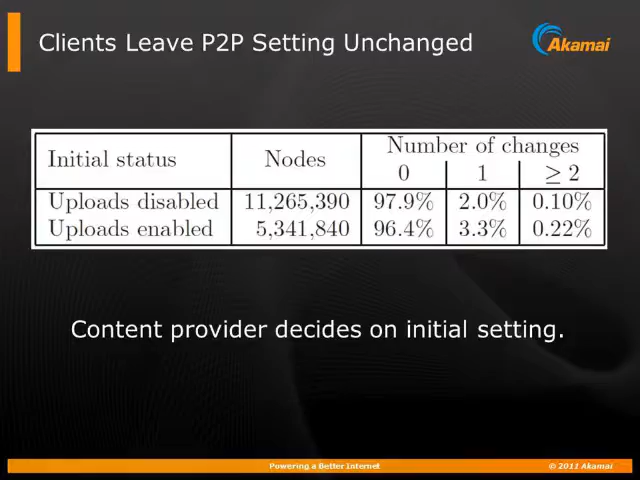 Clients Leave P2P Setting Unchanged
Akamai
Initial status Nodes Number of changes
0 1 ≥ 2
Uploads disabled 11,265,390 97.9% 2.0% 0.10%
Uploads enabled 5,341,840 96.4% 3.3% 0.22%
Content provider decides on initial setting.
Powering a Better Internet © 2011 Akamai